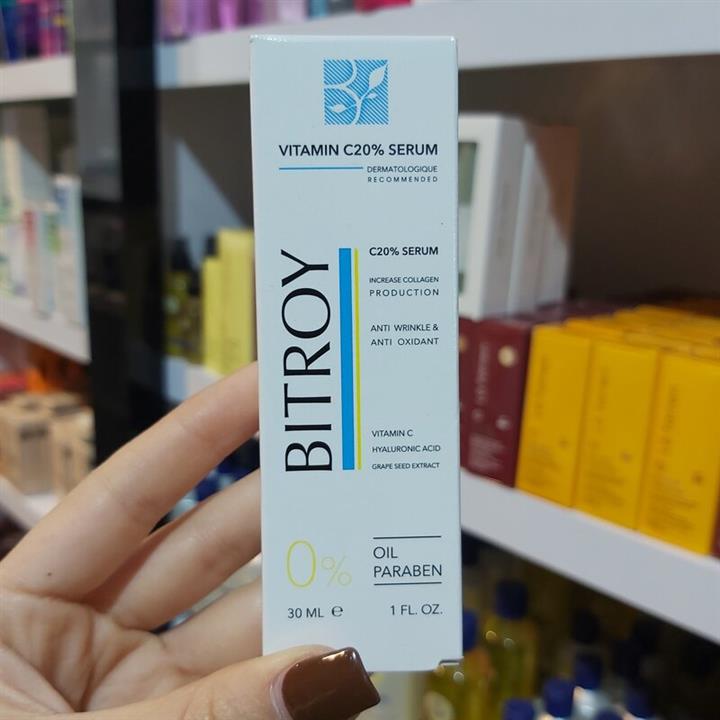 VITAMIN C20% SERUM
DERMATOLOGIQUE
RECOMMENDED
BITROY
C20% SERUM
INCREASE COLLAGEN
PRODUCTION
ANTI WRINKLE &
ANTI OXIDANT
VITAMIN C
HYALURONIC ACID
GRAPE SEED EXTRACT
0%
OIL
PARABEN
30 ML ℮
1 FL. OZ.